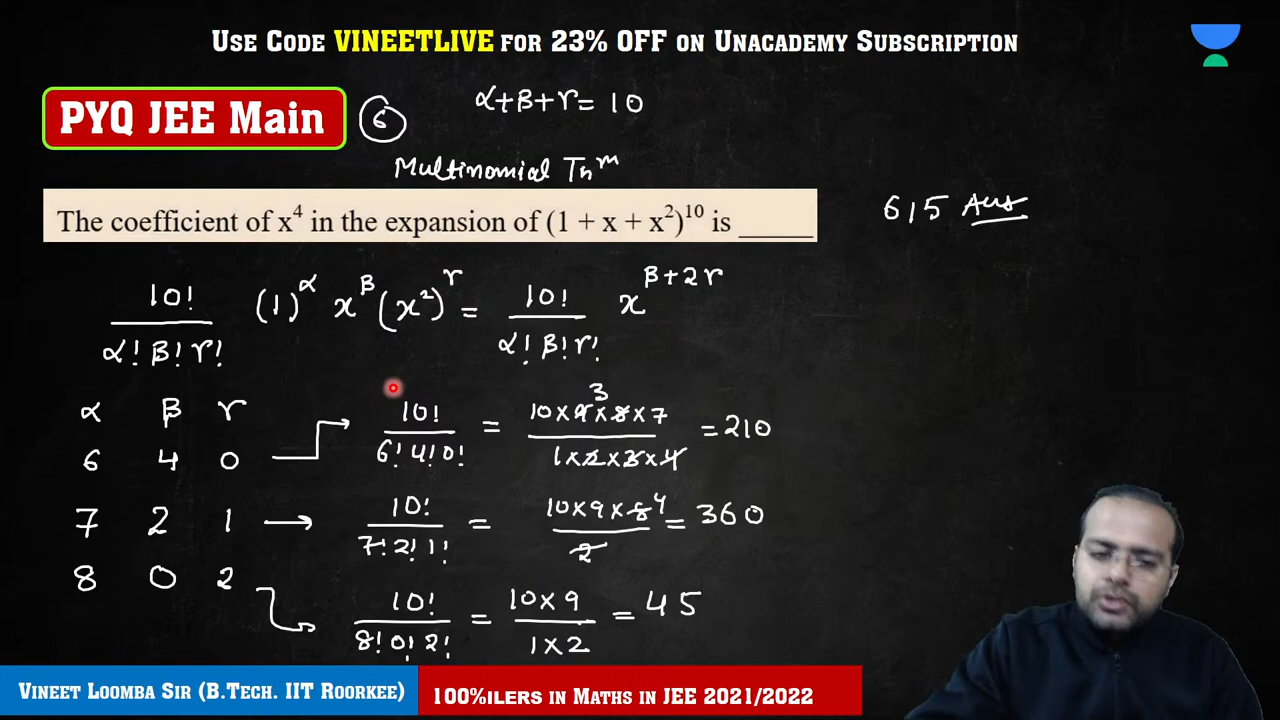 USE CODE VINEETLIVE FOR 23% OFF ON UNACADEMY SUBSCRIPTION
PYQ JEE Main
6
α+β+r=10
Multinomial Thᵐ
The coefficient of x⁴ in the expansion of (1 + x + x²)¹⁰ is _____
615 Ans
10!/(α! β! r!) (1)^α x^β (x²)^r = 10!/(α! β! r!) x^(β+2r)
α β r
6 4 0 → 10!/(6! 4! 0!) = (10×9×8×7)/(1×2×3×4) 3 = 210
7 2 1 → 10!/(7! 2! 1!) = (10×9×8)/2 4 = 360
8 0 2 → 10!/(8! 0! 2!) = (10×9)/(1×2) = 45
VINEET LOOMBA SIR (B.TECH. IIT ROORKEE)
100%ILERS IN MATHS IN JEE 2021/2022